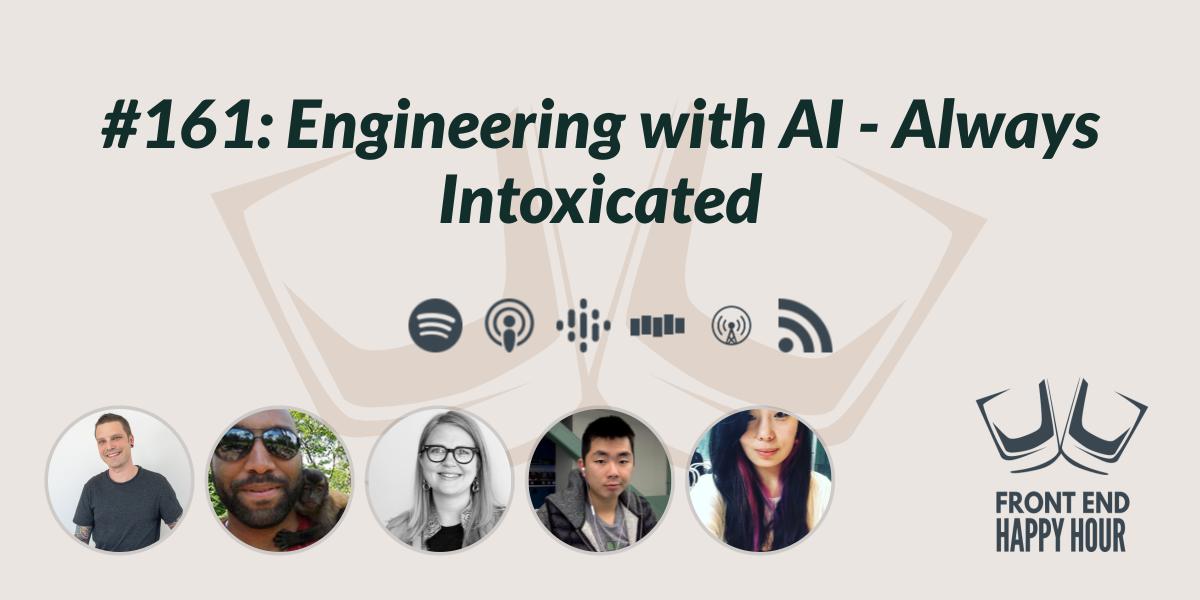 #161: Engineering with AI - Always
Intoxicated
FRONT END
HAPPY HOUR